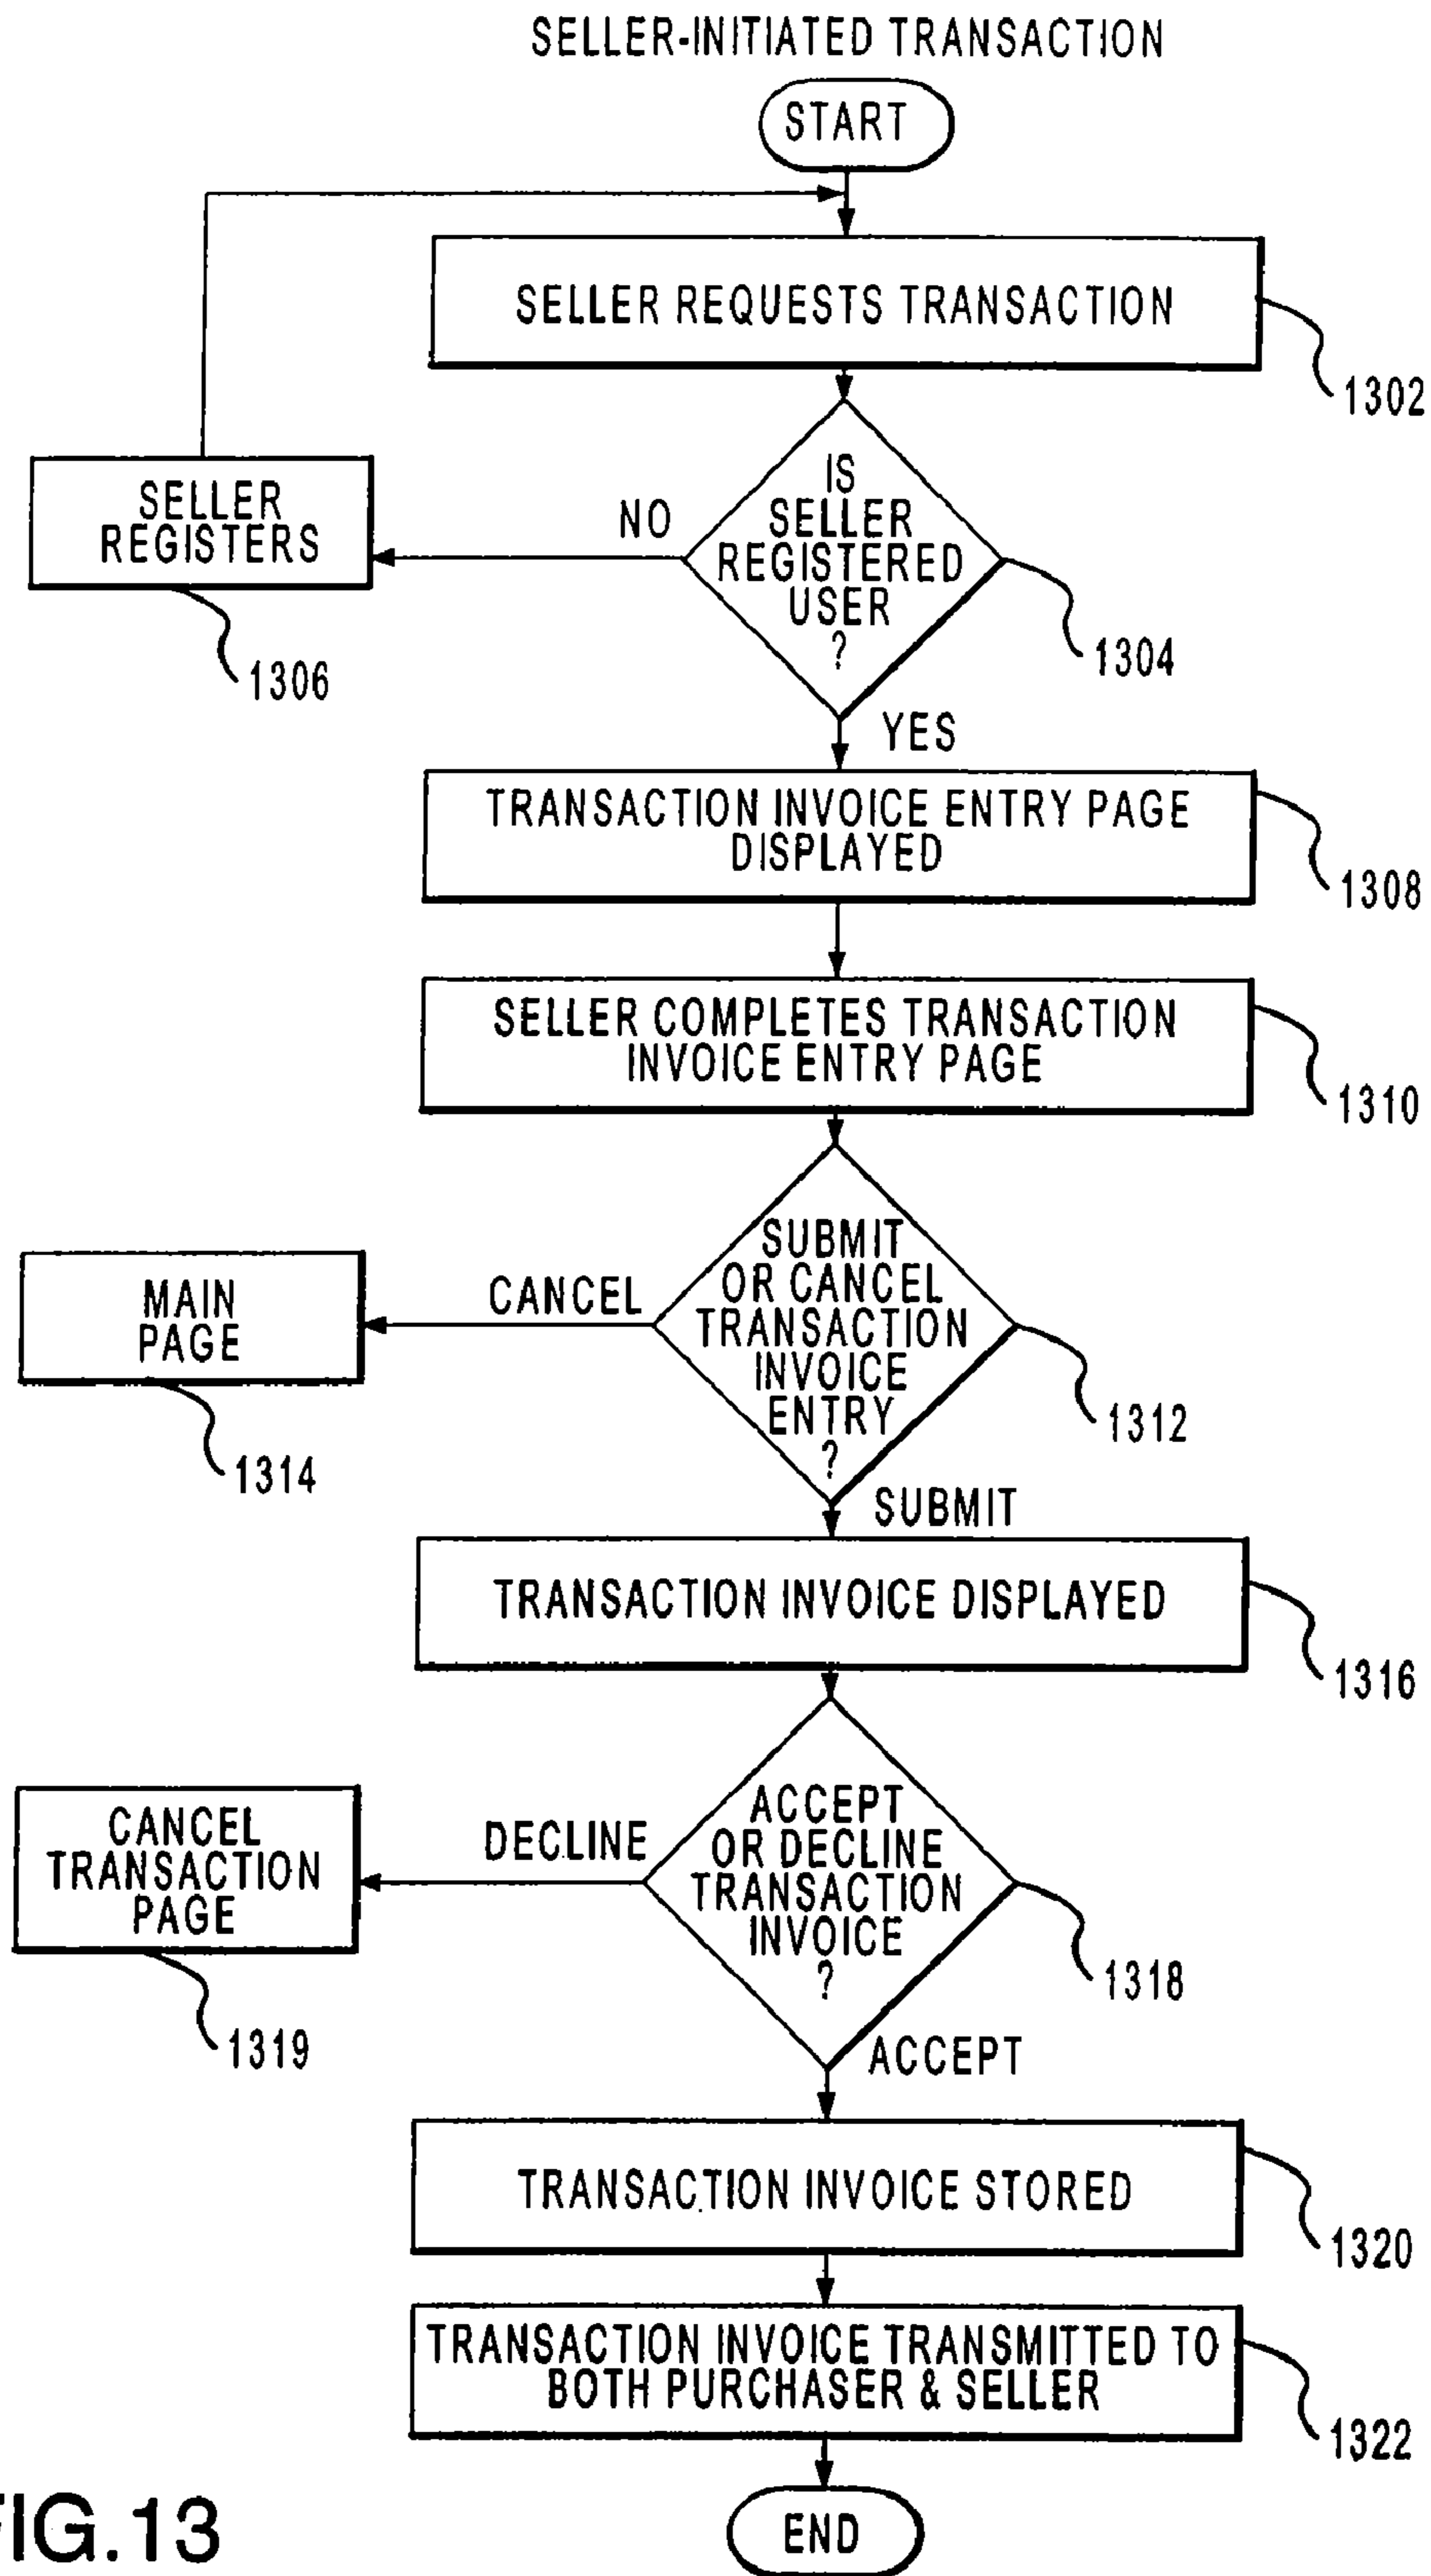 SELLER-INITIATED TRANSACTION
START
SELLER REQUESTS TRANSACTION
1302
IS
SELLER
REGISTERED
USER
?
NO
SELLER
REGISTERS
1306
1304
YES
TRANSACTION INVOICE ENTRY PAGE
DISPLAYED
1308
SELLER COMPLETES TRANSACTION
INVOICE ENTRY PAGE
1310
SUBMIT
OR CANCEL
TRANSACTION
INVOICE
ENTRY
?
CANCEL
MAIN
PAGE
1314
1312
SUBMIT
TRANSACTION INVOICE DISPLAYED
1316
ACCEPT
OR DECLINE
TRANSACTION
INVOICE
?
DECLINE
CANCEL
TRANSACTION
PAGE
1319
1318
ACCEPT
TRANSACTION INVOICE STORED
1320
TRANSACTION INVOICE TRANSMITTED TO
BOTH PURCHASER & SELLER
1322
END
FIG.13